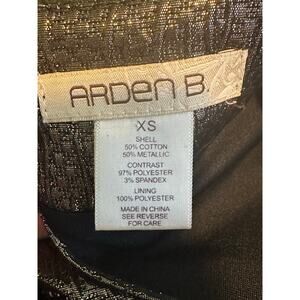 ARDEN B.
XS
SHELL
50% COTTON
50% METALLIC
CONTRAST
97% POLYESTER
3% SPANDEX
LINING
100% POLYESTER
MADE IN CHINA
SEE REVERSE
FOR CARE